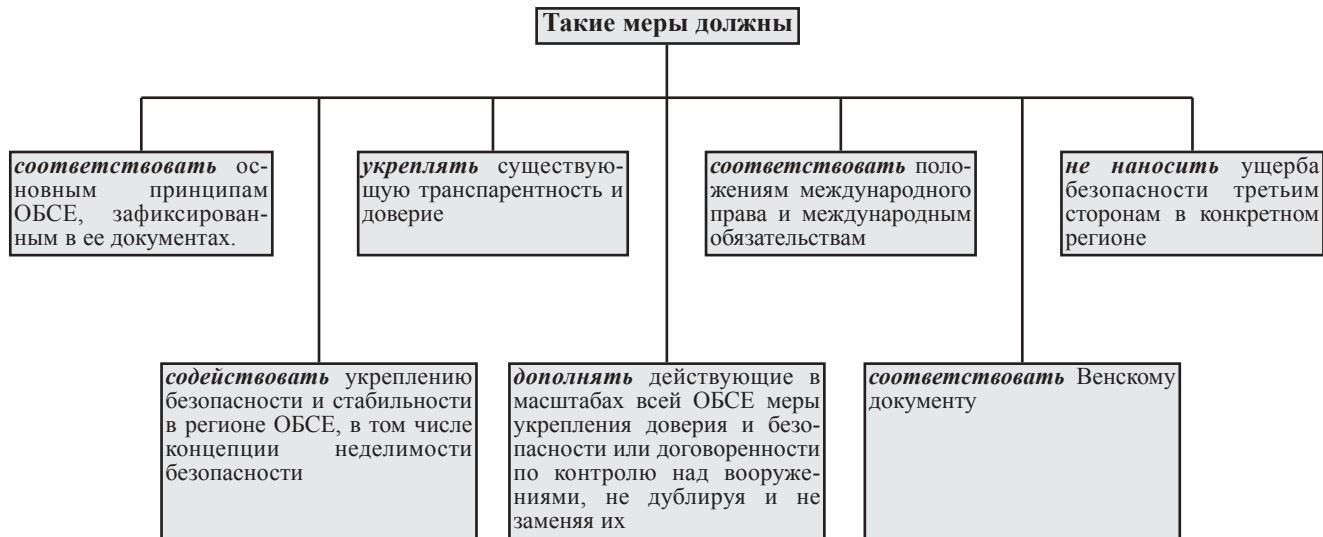 Такие меры должны
соответствовать ос-
новным принципам
ОБСЕ, зафиксирован-
ным в ее документах.
укреплять существую-
щую транспарентность и
доверие
соответствовать поло-
жениям международного
права и международным
обязательствам
не наносить ущерба
безопасности третьим
сторонам в конкретном
регионе
содействовать укреплению
безопасности и стабильности
в регионе ОБСЕ, в том числе
концепции неделимости
безопасности
дополнять действующие в
масштабах всей ОБСЕ меры
укрепления доверия и безо-
пасности или договоренности
по контролю над вооруже-
ниями, не дублируя и не
заменяя их
соответствовать Венскому
документу